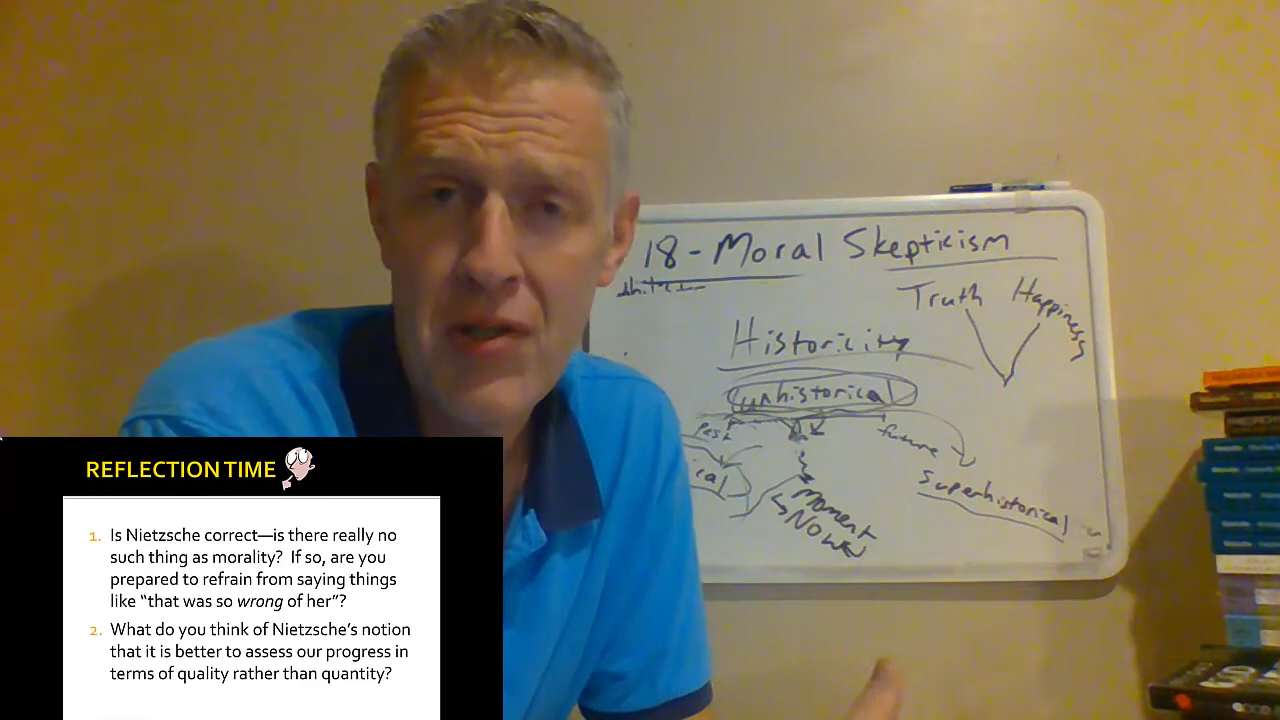 18 - Moral Skepticism
Truth Happiness
Historicity
unhistorical
past
future
ical
Superhistorical
Moment
Now
REFLECTION TIME
1. Is Nietzsche correct—is there really no
such thing as morality? If so, are you
prepared to refrain from saying things
like “that was so wrong of her”?
2. What do you think of Nietzsche’s notion
that it is better to assess our progress in
terms of quality rather than quantity?